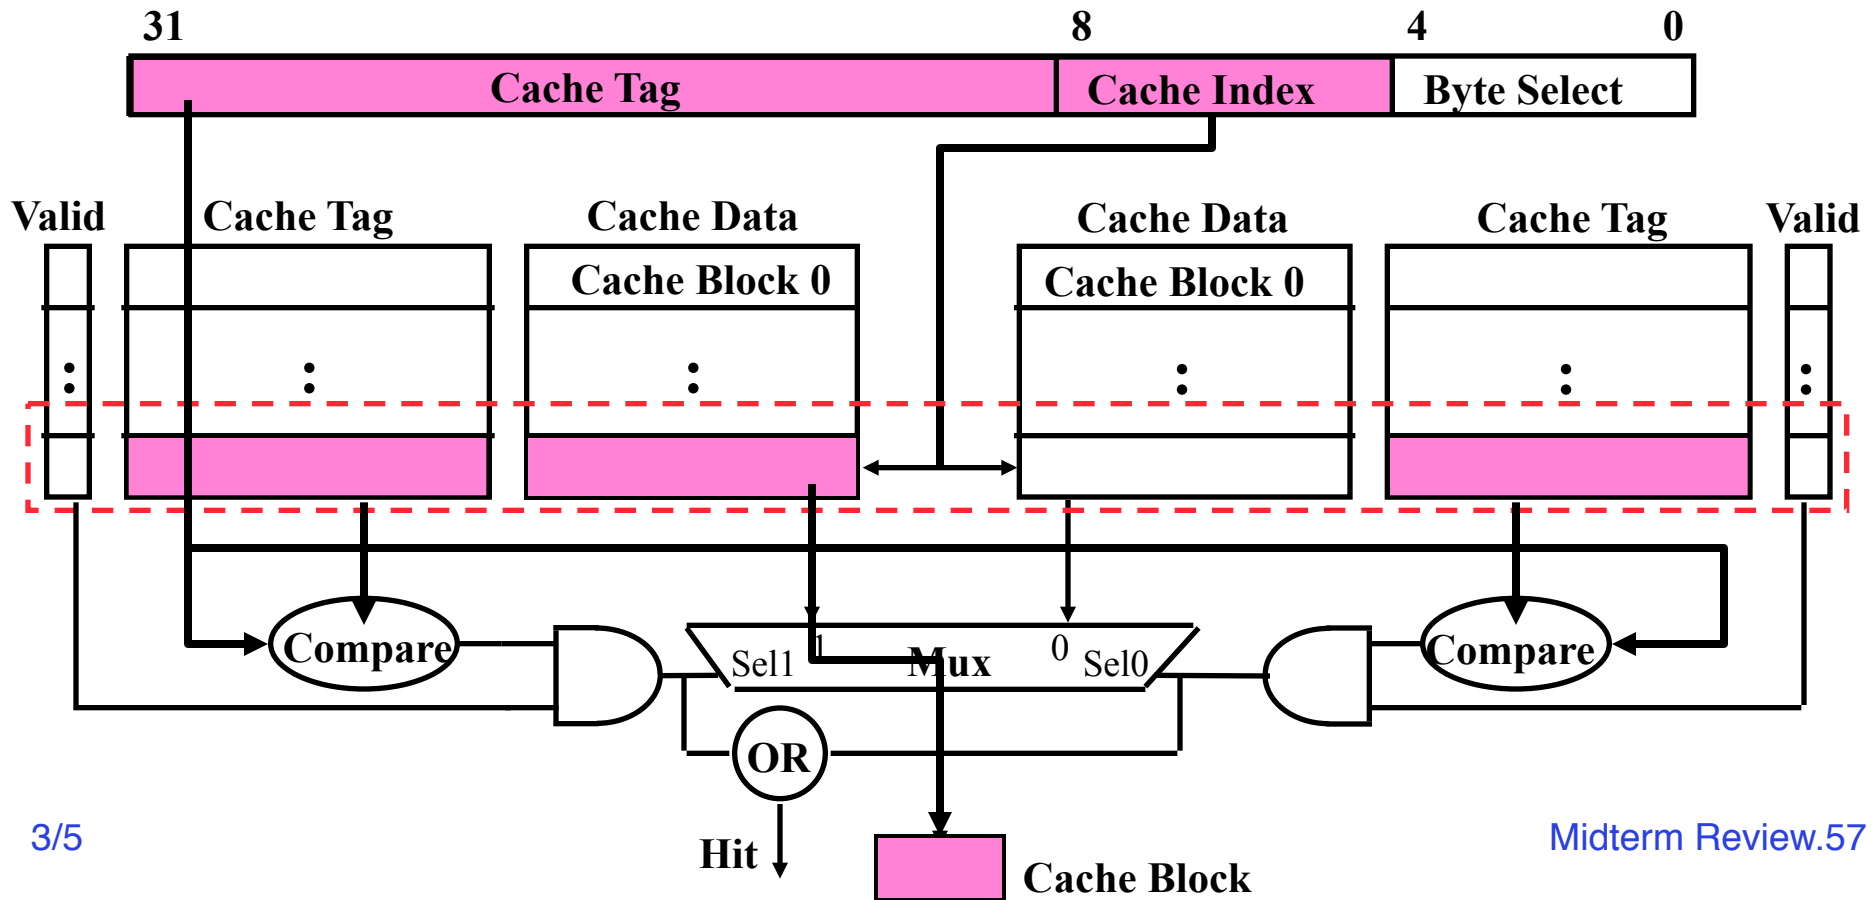 31 8 4 0
Cache Tag Cache Index Byte Select
Valid Cache Tag Cache Data Cache Data Cache Tag Valid
Cache Block 0 Cache Block 0
: : : : : :
Compare Sel1 1 Mux 0 Sel0 Compare
OR
3/5 Hit Cache Block Midterm Review.57